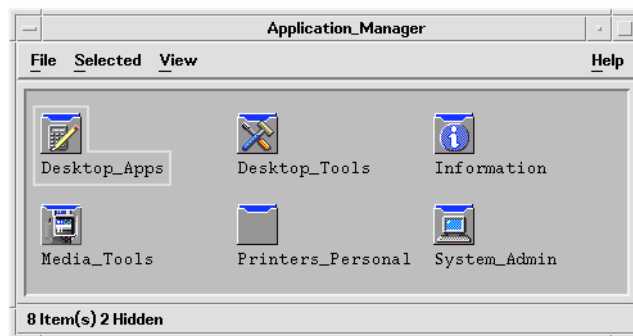 Application_Manager
File Selected View Help
Desktop_Apps Desktop_Tools Information
Media_Tools Printers_Personal System_Admin
8 Item(s) 2 Hidden